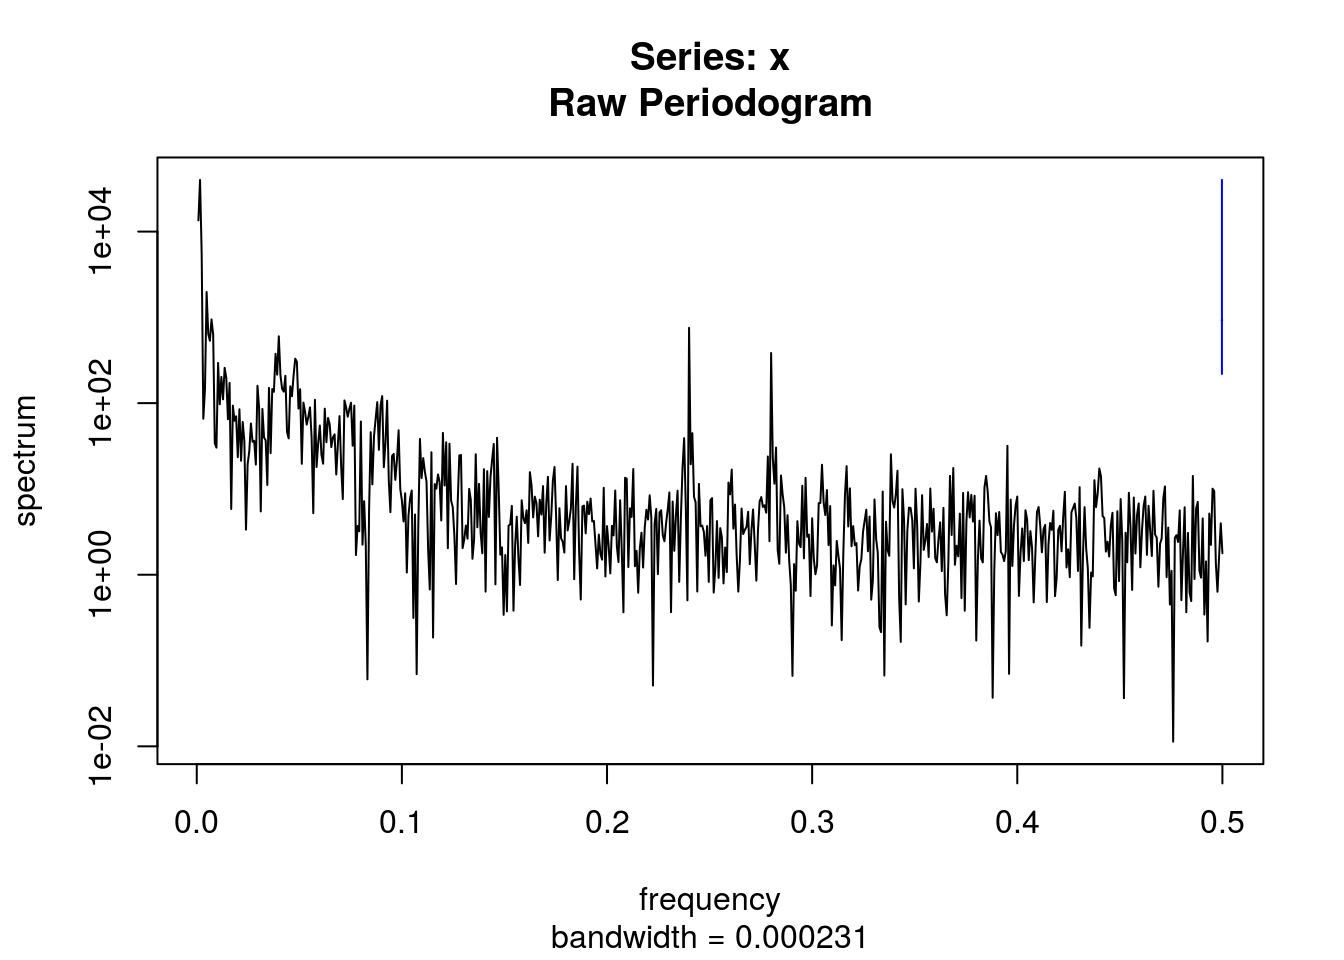 Series: x
Raw Periodogram
spectrum
1e-02 1e+00 1e+02 1e+04
0.0 0.1 0.2 0.3 0.4 0.5
frequency
bandwidth = 0.000231